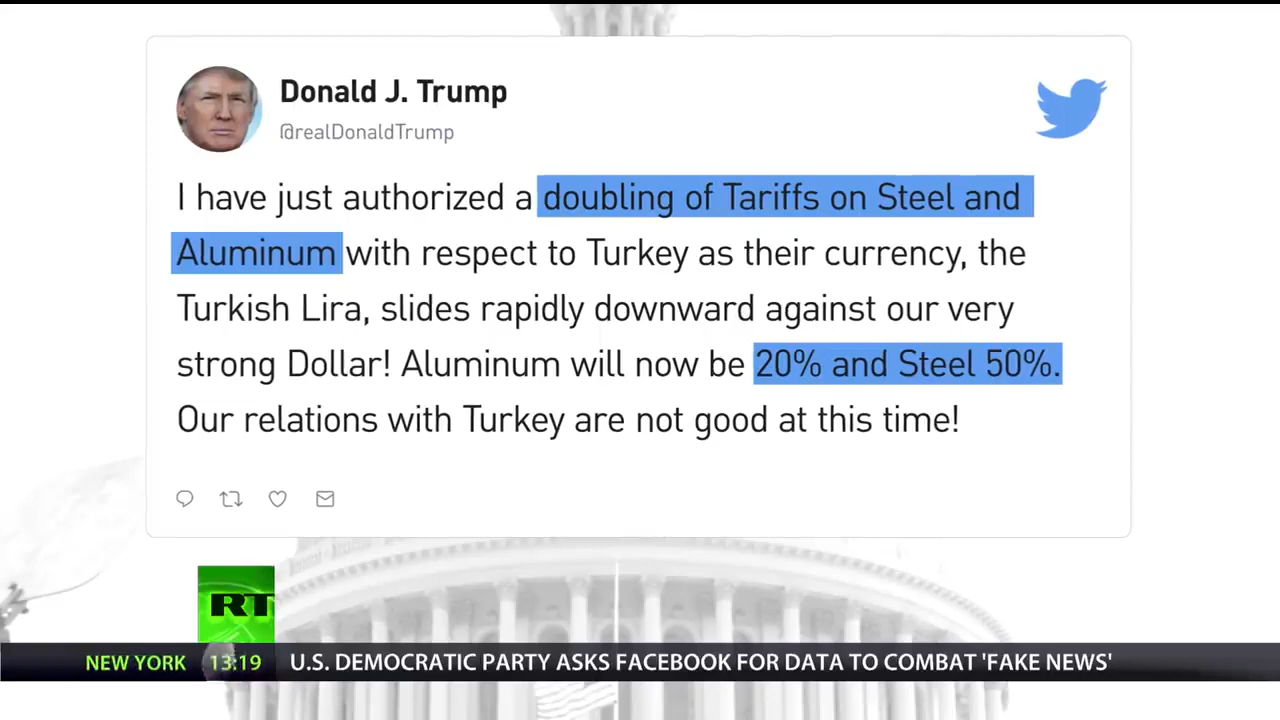 Donald J. Trump
@realDonaldTrump
I have just authorized a doubling of Tariffs on Steel and
Aluminum with respect to Turkey as their currency, the
Turkish Lira, slides rapidly downward against our very
strong Dollar! Aluminum will now be 20% and Steel 50%.
Our relations with Turkey are not good at this time!
RT
NEW YORK 13:19 U.S. DEMOCRATIC PARTY ASKS FACEBOOK FOR DATA TO COMBAT 'FAKE NEWS'